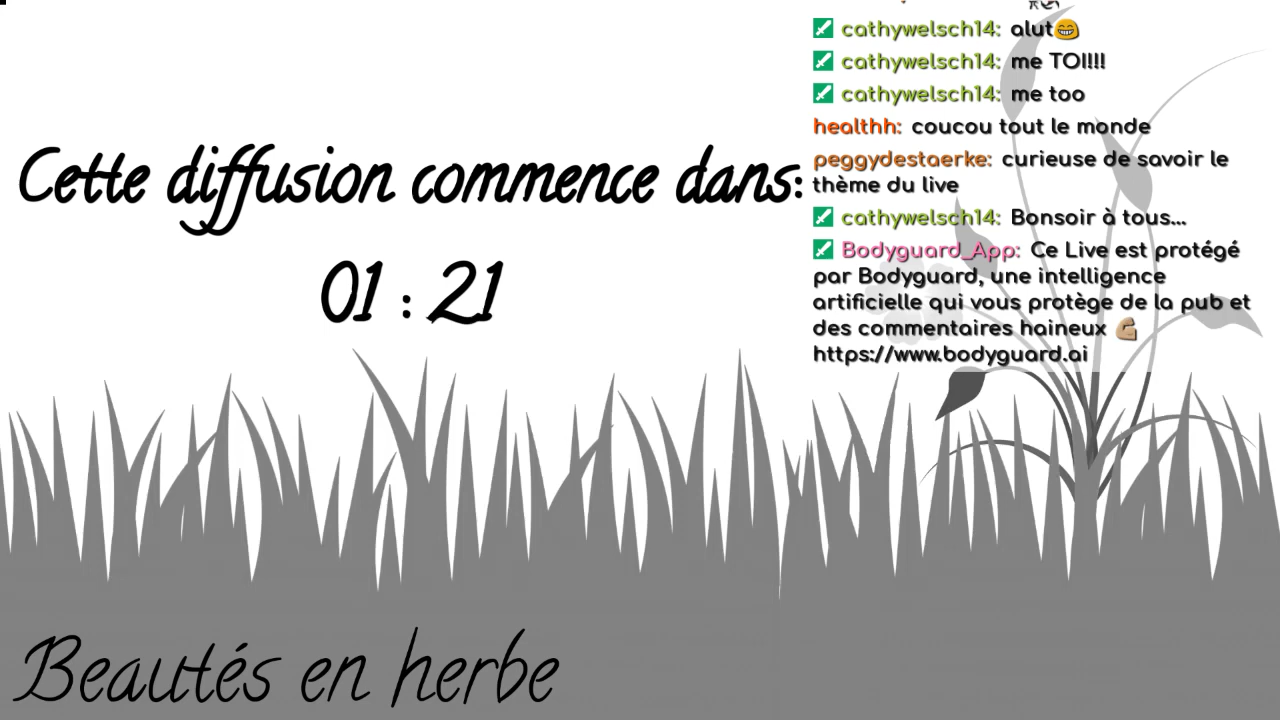 Cette diffusion commence dans:
01 : 21
cathywelsch14: alut😁
cathywelsch14: me TOI!!!
cathywelsch14: me too
healthh: coucou tout le monde
peggydestaerke: curieuse de savoir le
thème du live
cathywelsch14: Bonsoir à tous...
Bodyguard_App: Ce Live est protégé
par Bodyguard, une intelligence
artificielle qui vous protège de la pub et
des commentaires haineux 💪🏽
https://www.bodyguard.ai
Beautés en herbe